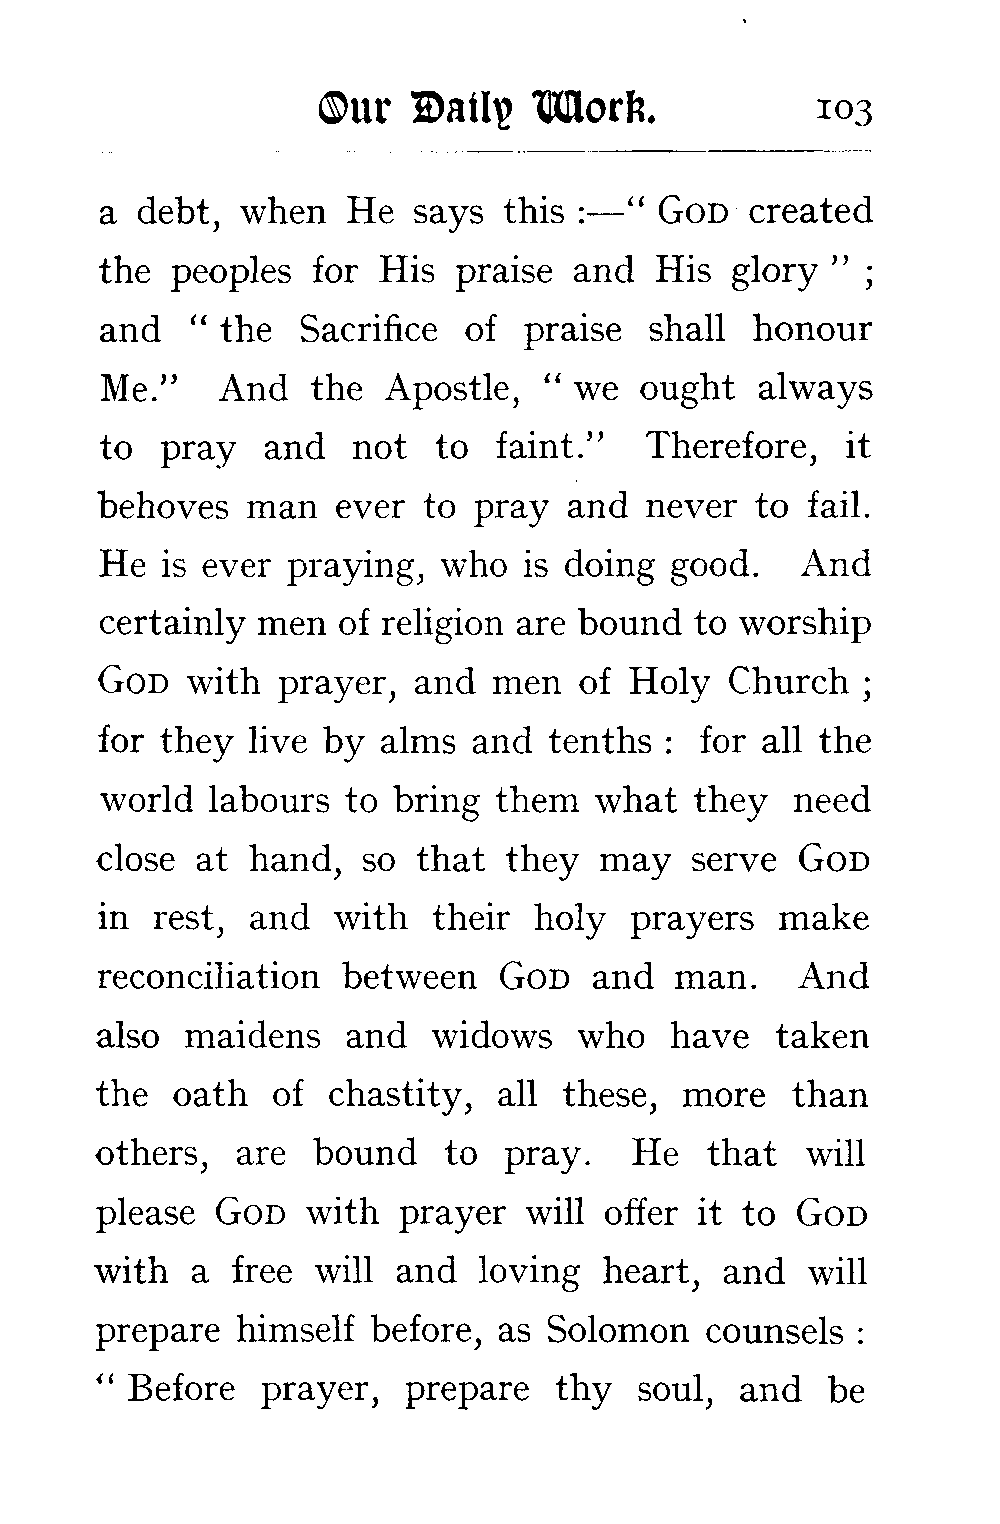 Our Daily Work. 103
a debt, when He says this :—“ GOD created
the peoples for His praise and His glory ” ;
and “ the Sacrifice of praise shall honour
Me.” And the Apostle, “ we ought always
to pray and not to faint.” Therefore, it
behoves man ever to pray and never to fail.
He is ever praying, who is doing good. And
certainly men of religion are bound to worship
GOD with prayer, and men of Holy Church ;
for they live by alms and tenths : for all the
world labours to bring them what they need
close at hand, so that they may serve GOD
in rest, and with their holy prayers make
reconciliation between GOD and man. And
also maidens and widows who have taken
the oath of chastity, all these, more than
others, are bound to pray. He that will
please GOD with prayer will offer it to GOD
with a free will and loving heart, and will
prepare himself before, as Solomon counsels :
“ Before prayer, prepare thy soul, and be